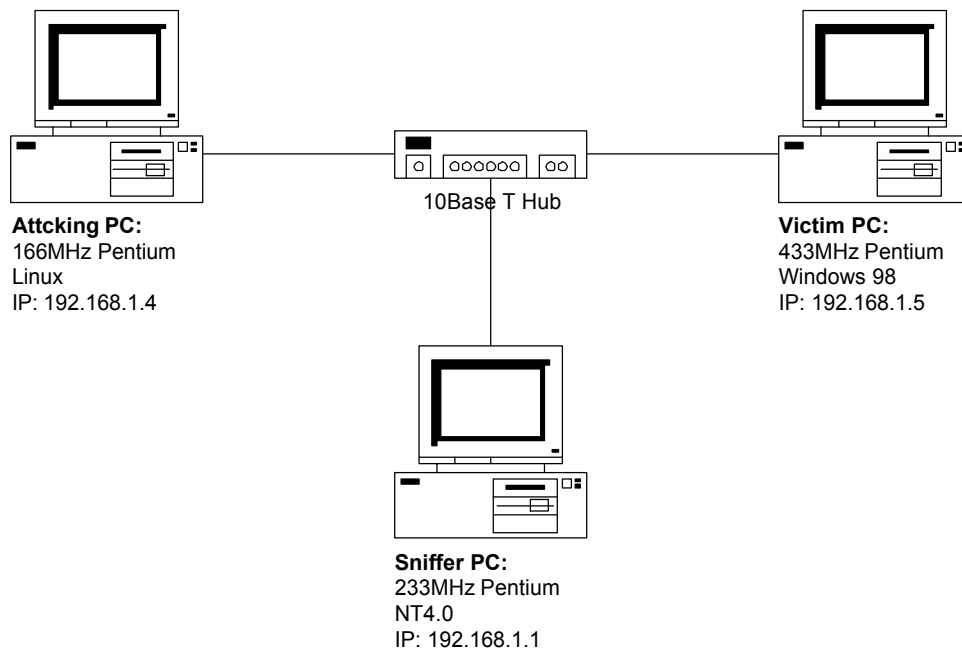 10Base T Hub
Attcking PC:
166MHz Pentium
Linux
IP: 192.168.1.4
Victim PC:
433MHz Pentium
Windows 98
IP: 192.168.1.5
Sniffer PC:
233MHz Pentium
NT4.0
IP: 192.168.1.1